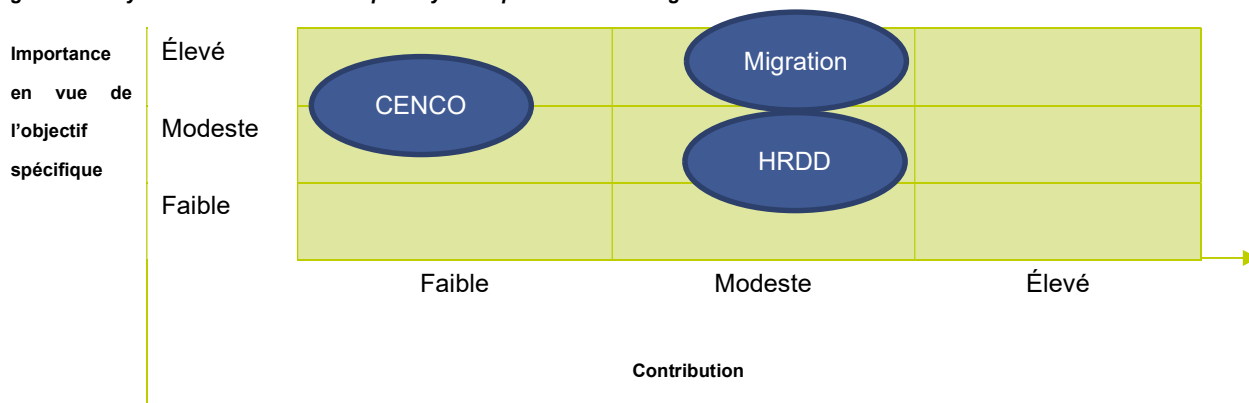 Importance
en vue de
l'objectif
spécifique
Élevé
Modeste
Faible
Migration
CENCO
HRDD
Faible Modeste Élevé
Contribution